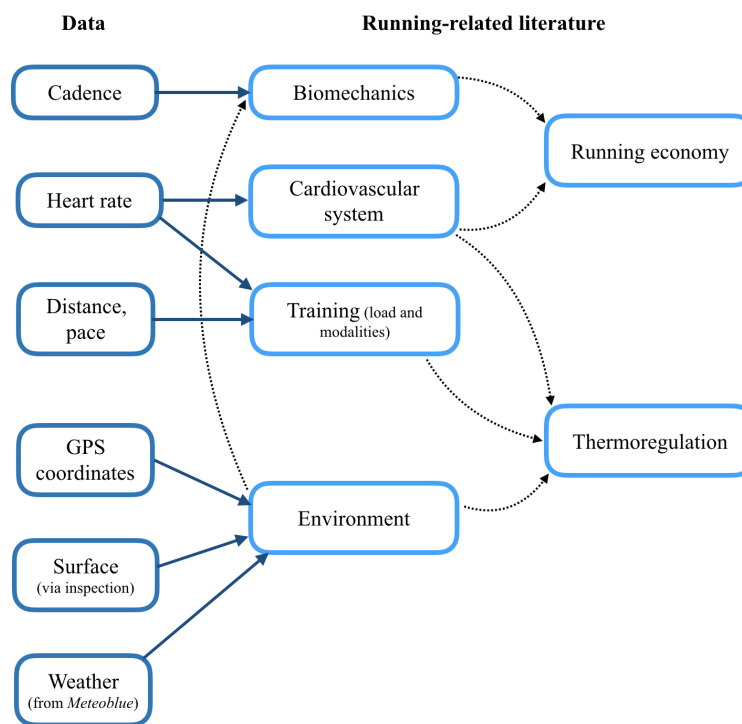 Data
Running-related literature
Cadence
Biomechanics
Running economy
Heart rate
Cardiovascular
system
Distance,
pace
Training (load and
modalities)
GPS
coordinates
Thermoregulation
Environment
Surface
(via inspection)
Weather
(from Meteoblue)